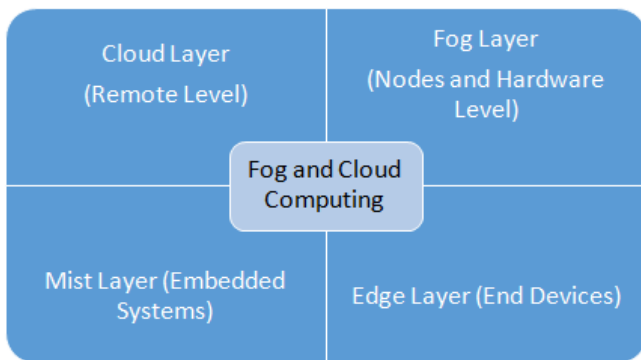 Cloud Layer
(Remote Level)
Fog Layer
(Nodes and Hardware
Level)
Fog and Cloud
Computing
Mist Layer (Embedded
Systems)
Edge Layer (End Devices)